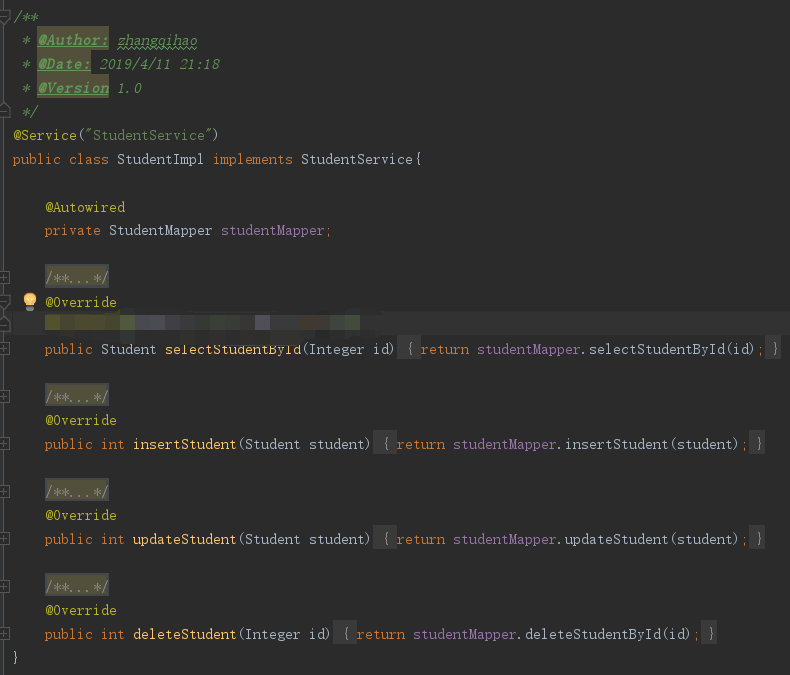 /**
 * @Author: zhangqihao
 * @Date: 2019/4/11 21:18
 * @Version 1.0
 */
@Service("StudentService")
public class StudentImpl implements StudentService{
@Autowired
private StudentMapper studentMapper;
/**...*/
@Override
public Student selectStudentById(Integer id) { return studentMapper.selectStudentById(id); }
/**...*/
@Override
public int insertStudent(Student student) { return studentMapper.insertStudent(student); }
/**...*/
@Override
public int updateStudent(Student student) { return studentMapper.updateStudent(student); }
/**...*/
@Override
public int deleteStudent(Integer id) { return studentMapper.deleteStudentById(id); }
}